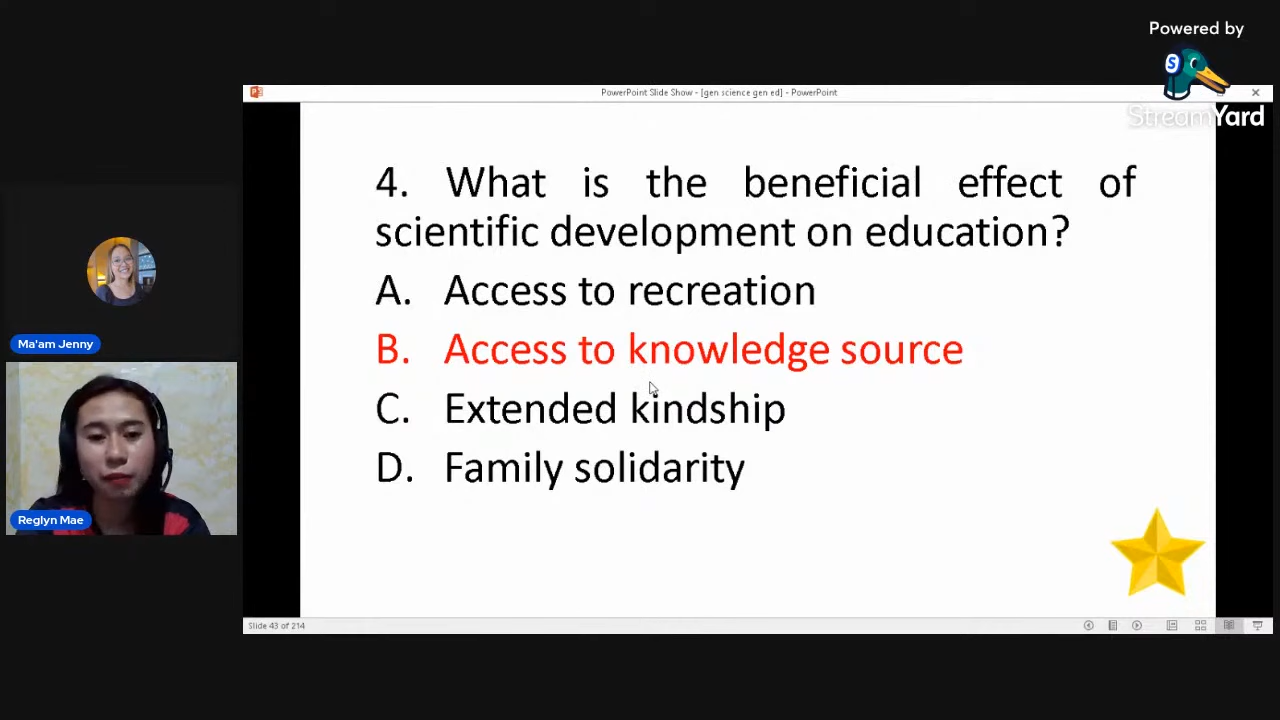 Powered by
S
StreamYard
PowerPoint Slide Show - [gen science gen ed] - PowerPoint
4. What is the beneficial effect of
scientific development on education?
A. Access to recreation
B. Access to knowledge source
C. Extended kindship
D. Family solidarity
Ma'am Jenny
Reglyn Mae
Slide 43 of 214